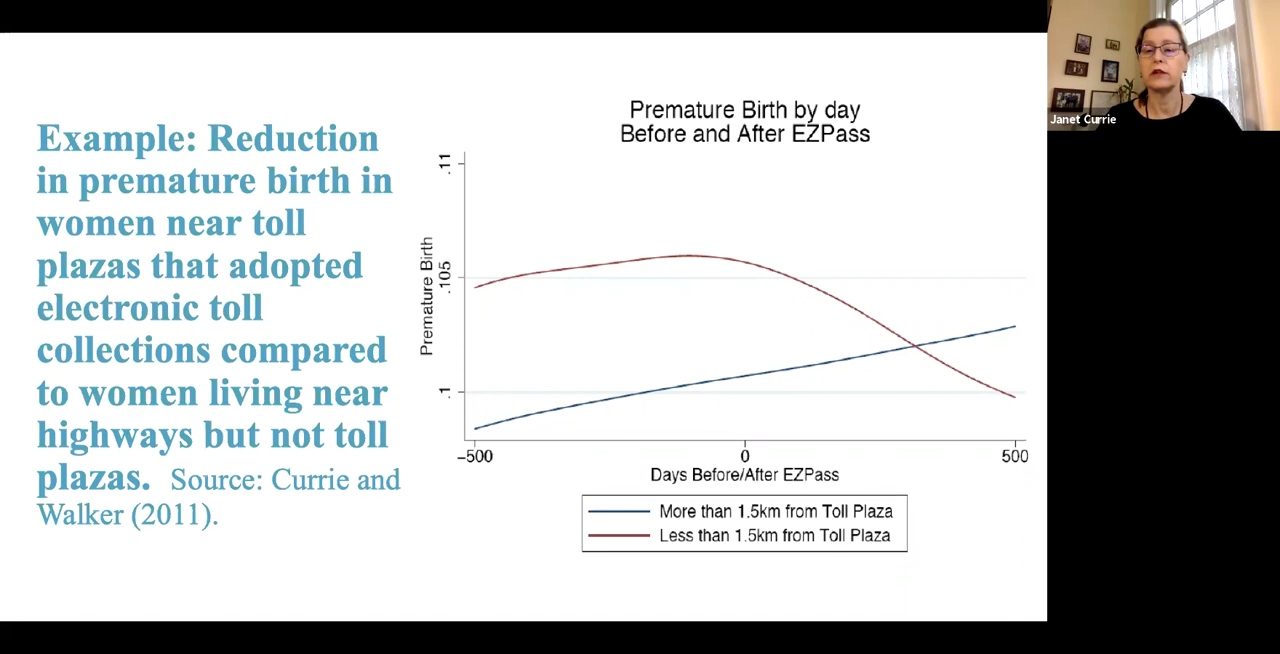 Example: Reduction
in premature birth in
women near toll
plazas that adopted
electronic toll
collections compared
to women living near
highways but not toll
plazas. Source: Currie and
Walker (2011).
Premature Birth by day
Before and After EZPass
Premature Birth
.11
.105
.1
−500
0
500
Days Before/After EZPass
More than 1.5km from Toll Plaza
Less than 1.5km from Toll Plaza
Janet Currie